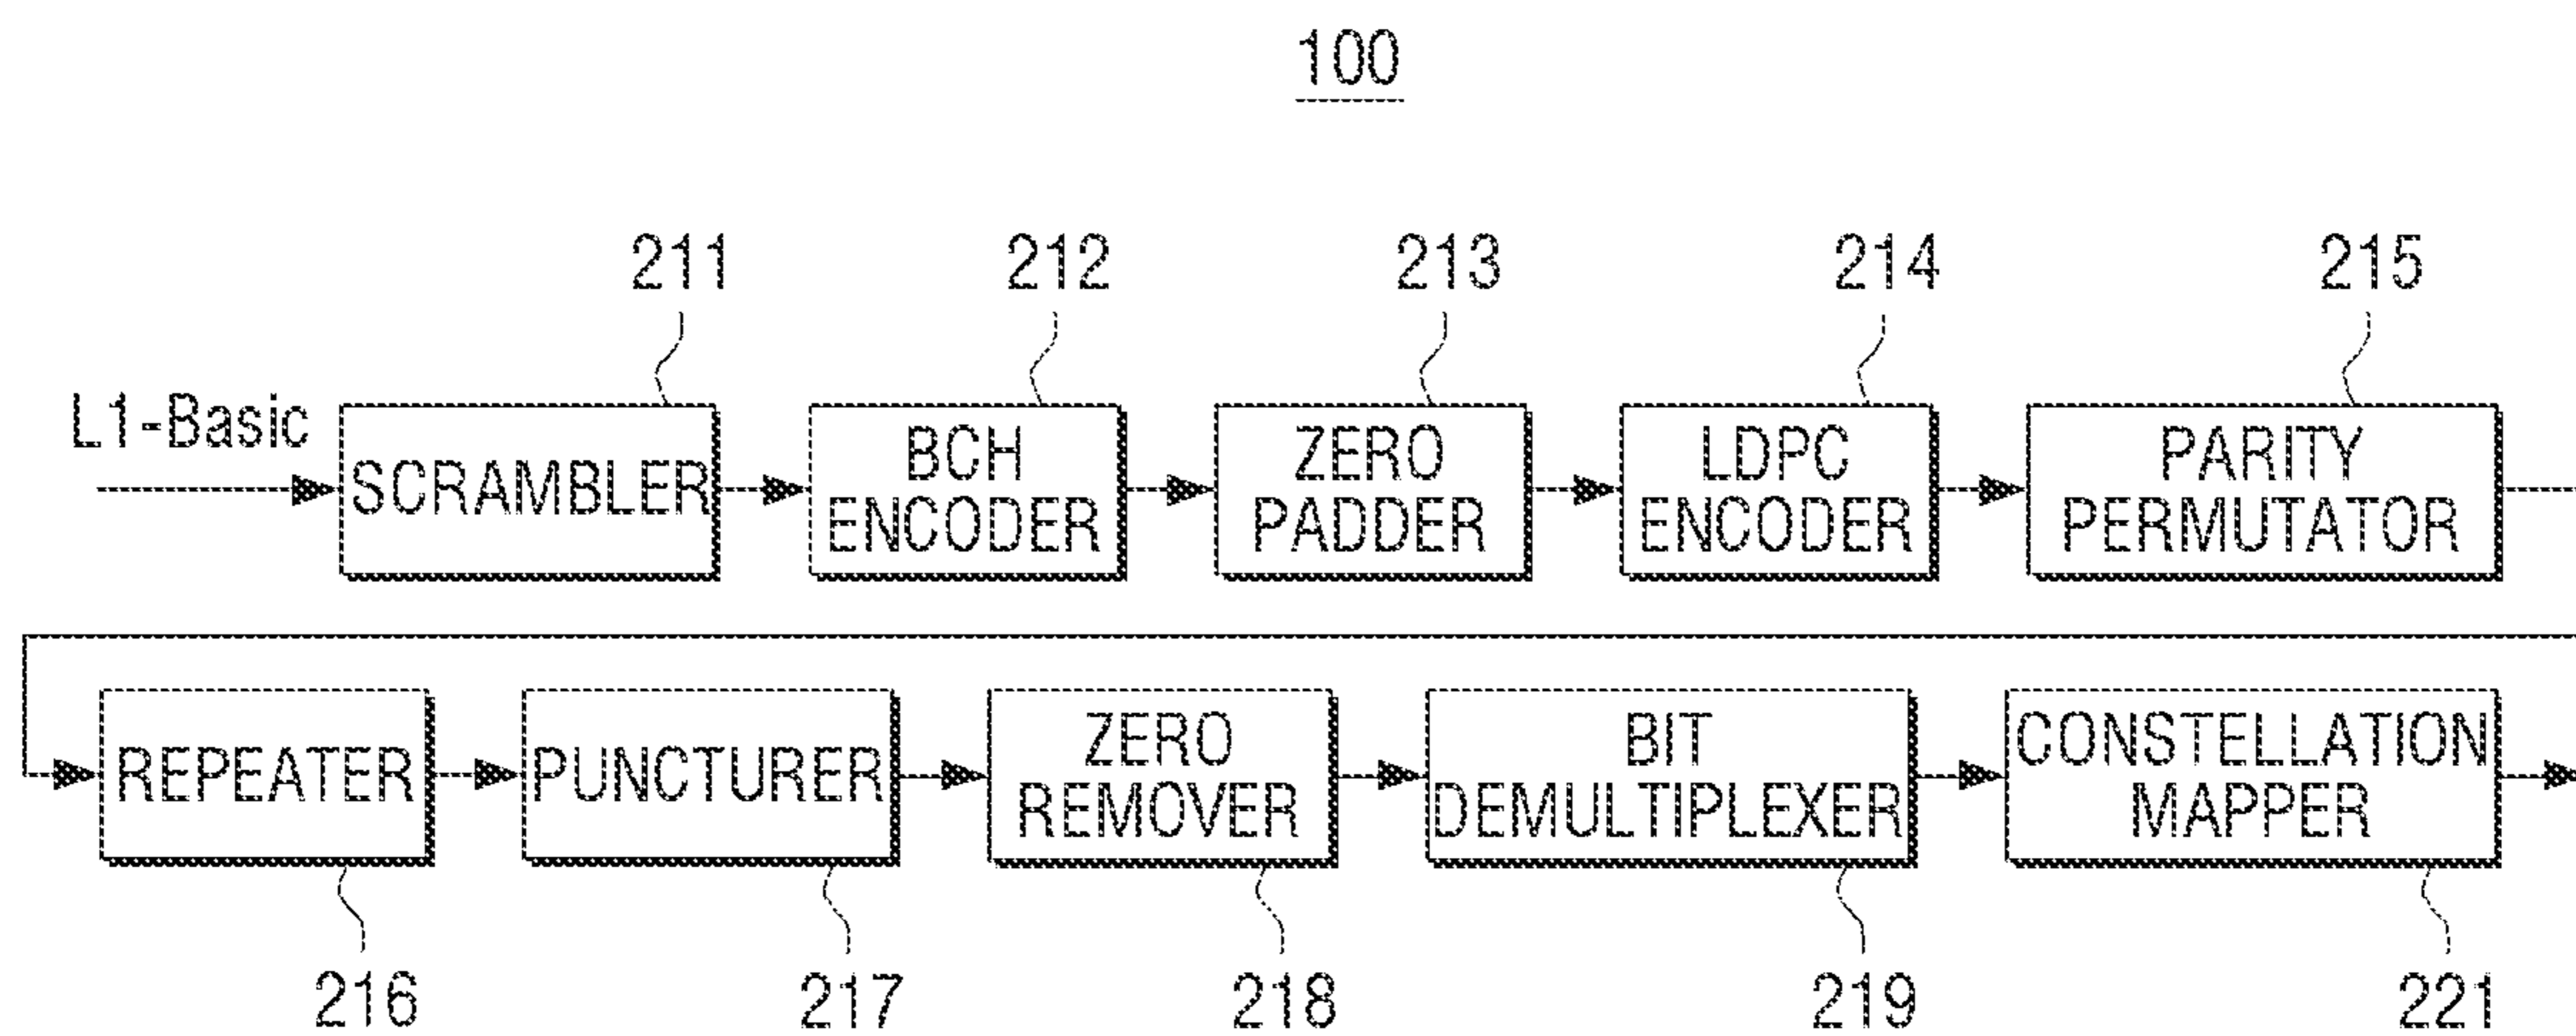 100
211
212
213
214
215
L1-Basic
SCRAMBLER
BCH
ENCODER
ZERO
PADDER
LDPC
ENCODER
PARITY
PERMUTATOR
REPEATER
PUNCTURER
ZERO
REMOVER
BIT
DEMULTIPLEXER
CONSTELLATION
MAPPER
216
217
218
219
221